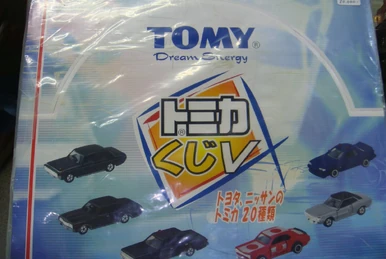 TOMY®
Dream Energy
トミカ®
くじV
トヨタ、ニッサンの
トミカ20種類